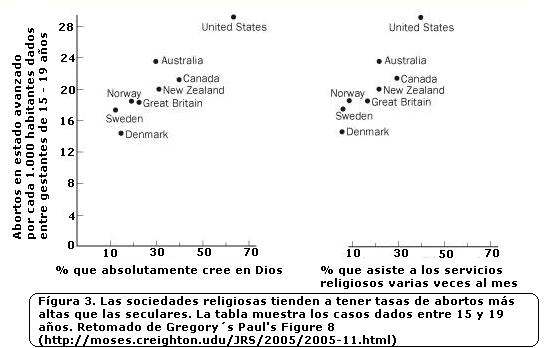 Abortos en estado avanzado
por cada 1.000 habitantes dados
entre gestantes de 15 - 19 años
28
24
20
16
12
8
4
0
United States
Australia
Canada
New Zealand
Norway
Great Britain
Sweden
Denmark
10 30 50 70
% que absolutamente cree en Dios
United States
Australia
Canada
New Zealand
Norway
Great Britain
Sweden
Denmark
10 30 50 70
% que asiste a los servicios
religiosos varias veces al mes
Fígura 3. Las sociedades religiosas tienden a tener tasas de abortos más
altas que las seculares. La tabla muestra los casos dados entre 15 y 19
años. Retomado de Gregory´s Paul's Figure 8
(http://moses.creighton.udu/JRS/2005/2005-11.html)